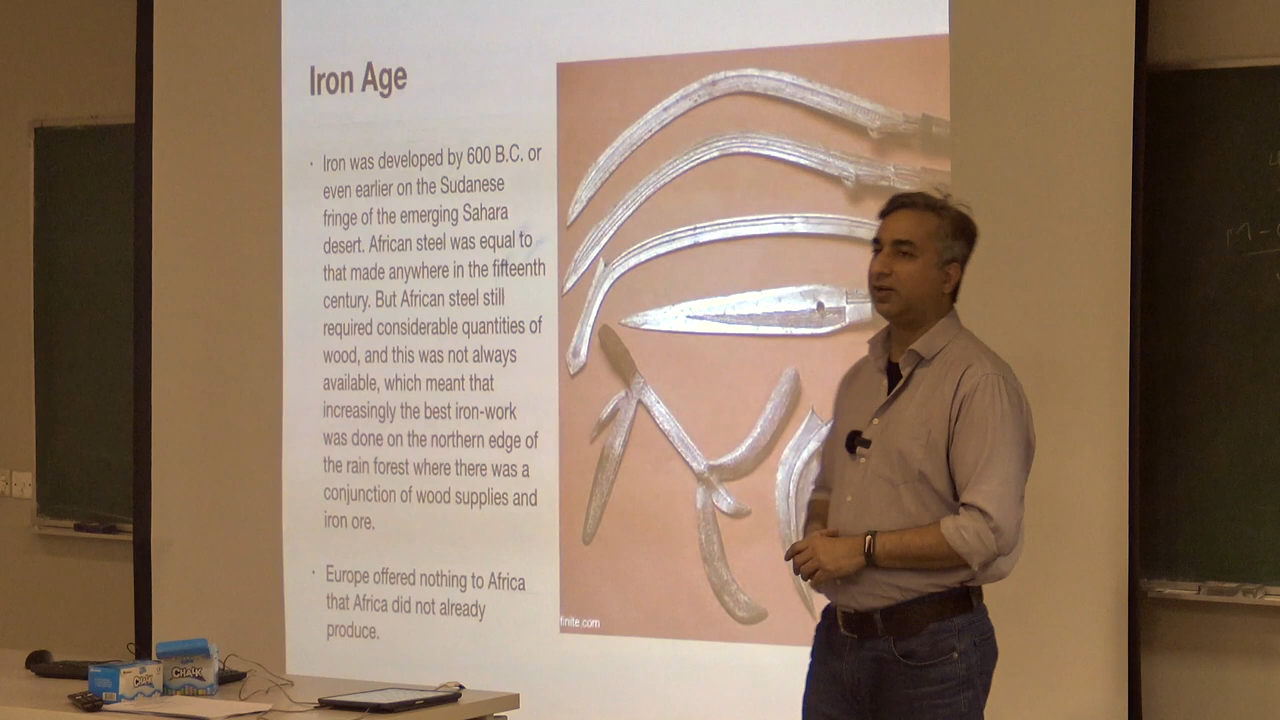 Iron Age
· Iron was developed by 600 B.C. or
even earlier on the Sudanese
fringe of the emerging Sahara
desert. African steel was equal to
that made anywhere in the fifteenth
century. But African steel still
required considerable quantities of
wood, and this was not always
available, which meant that
increasingly the best iron-work
was done on the northern edge of
the rain forest where there was a
conjunction of wood supplies and
iron ore.
· Europe offered nothing to Africa
that Africa did not already
produce.
finite.com
CHALK
CHALK